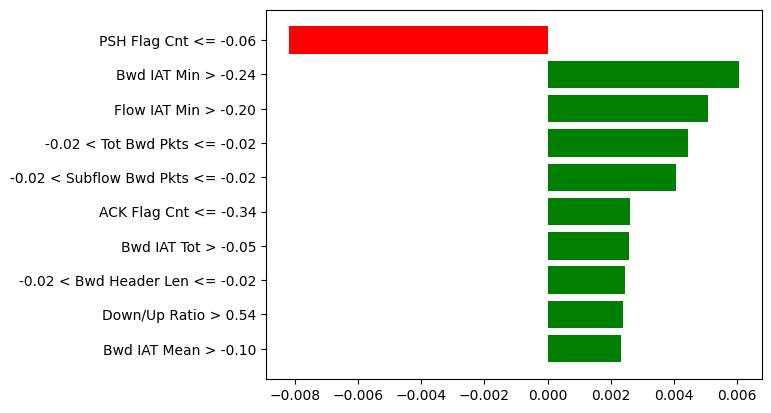 PSH Flag Cnt <= -0.06
Bwd IAT Min > -0.24
Flow IAT Min > -0.20
-0.02 < Tot Bwd Pkts <= -0.02
-0.02 < Subflow Bwd Pkts <= -0.02
ACK Flag Cnt <= -0.34
Bwd IAT Tot > -0.05
-0.02 < Bwd Header Len <= -0.02
Down/Up Ratio > 0.54
Bwd IAT Mean > -0.10
−0.008 −0.006 −0.004 −0.002 0.000 0.002 0.004 0.006